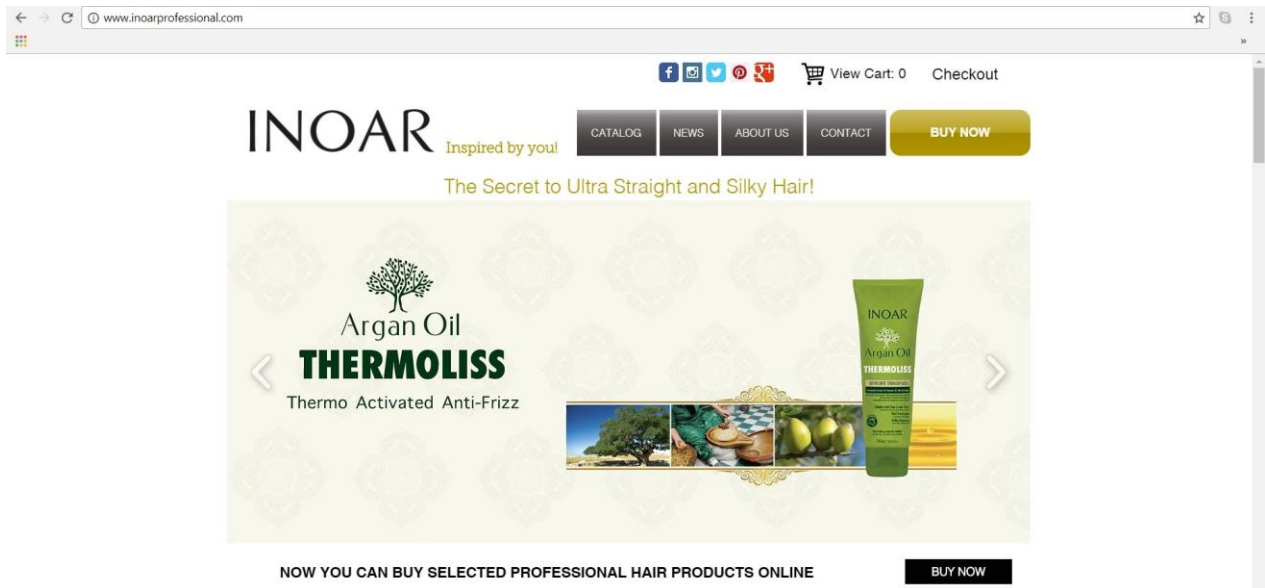 www.inoarprofessional.com
View Cart: 0 Checkout
INOAR Inspired by you!
CATALOG NEWS ABOUT US CONTACT BUY NOW
The Secret to Ultra Straight and Silky Hair!
Argan Oil
THERMOLISS
Thermo Activated Anti-Frizz
INOAR
Argan Oil
THERMOLISS
NOW YOU CAN BUY SELECTED PROFESSIONAL HAIR PRODUCTS ONLINE BUY NOW